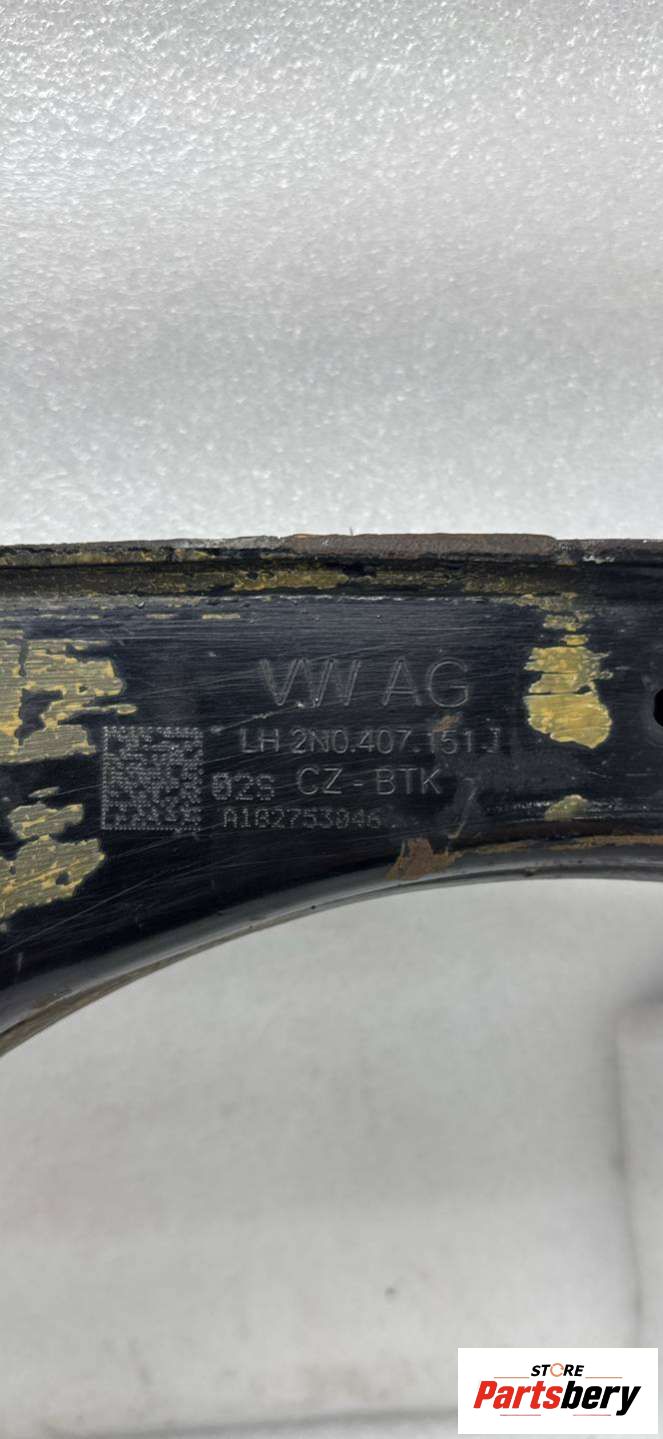 VW AG
LH 2N0.407.151.J
02S CZ - BTK
A182753046
STORE
Partsbery